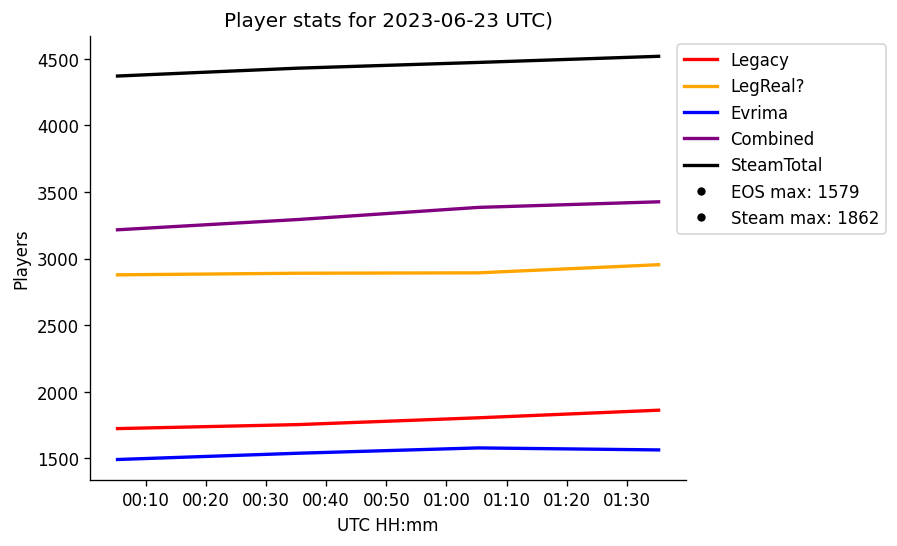 Player stats for 2023-06-23 UTC)
4500
4000
3500
3000
2500
2000
1500
Players
00:10 00:20 00:30 00:40 00:50 01:00 01:10 01:20 01:30
UTC HH:mm
Legacy
LegReal?
Evrima
Combined
SteamTotal
EOS max: 1579
Steam max: 1862